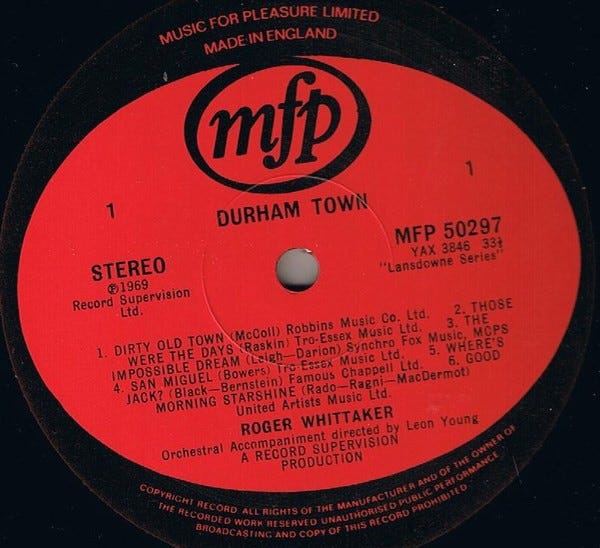 MUSIC FOR PLEASURE LIMITED
MADE IN ENGLAND
mfp
1
1
DURHAM TOWN
MFP 50297
YAX 3846 33⅓
"Lansdowne Series"
STEREO
℗1969
Record Supervision
Ltd.
1. DIRTY OLD TOWN (McColl) Robbins Music Co. Ltd. 2. THOSE
WERE THE DAYS (Raskin) Tro-Essex Music Ltd. 3. THE
IMPOSSIBLE DREAM (Leigh—Darion) Synchro Fox Music, MCPS
4. SAN MIGUEL (Bowers) Tro-Essex Music Ltd. 5. WHERE'S
JACK? (Black—Bernstein) Famous Chappell Ltd. 6. GOOD
MORNING STARSHINE (Rado—Ragni—MacDermot)
United Artists Music Ltd.
ROGER WHITTAKER
Orchestral Accompaniment directed by Leon Young
A RECORD SUPERVISION
PRODUCTION
COPYRIGHT RECORD ALL RIGHTS OF THE MANUFACTURER AND OF THE OWNER OF
THE RECORDED WORK RESERVED UNAUTHORISED PUBLIC PERFORMANCE
BROADCASTING AND COPY OF THIS RECORD PROHIBITED